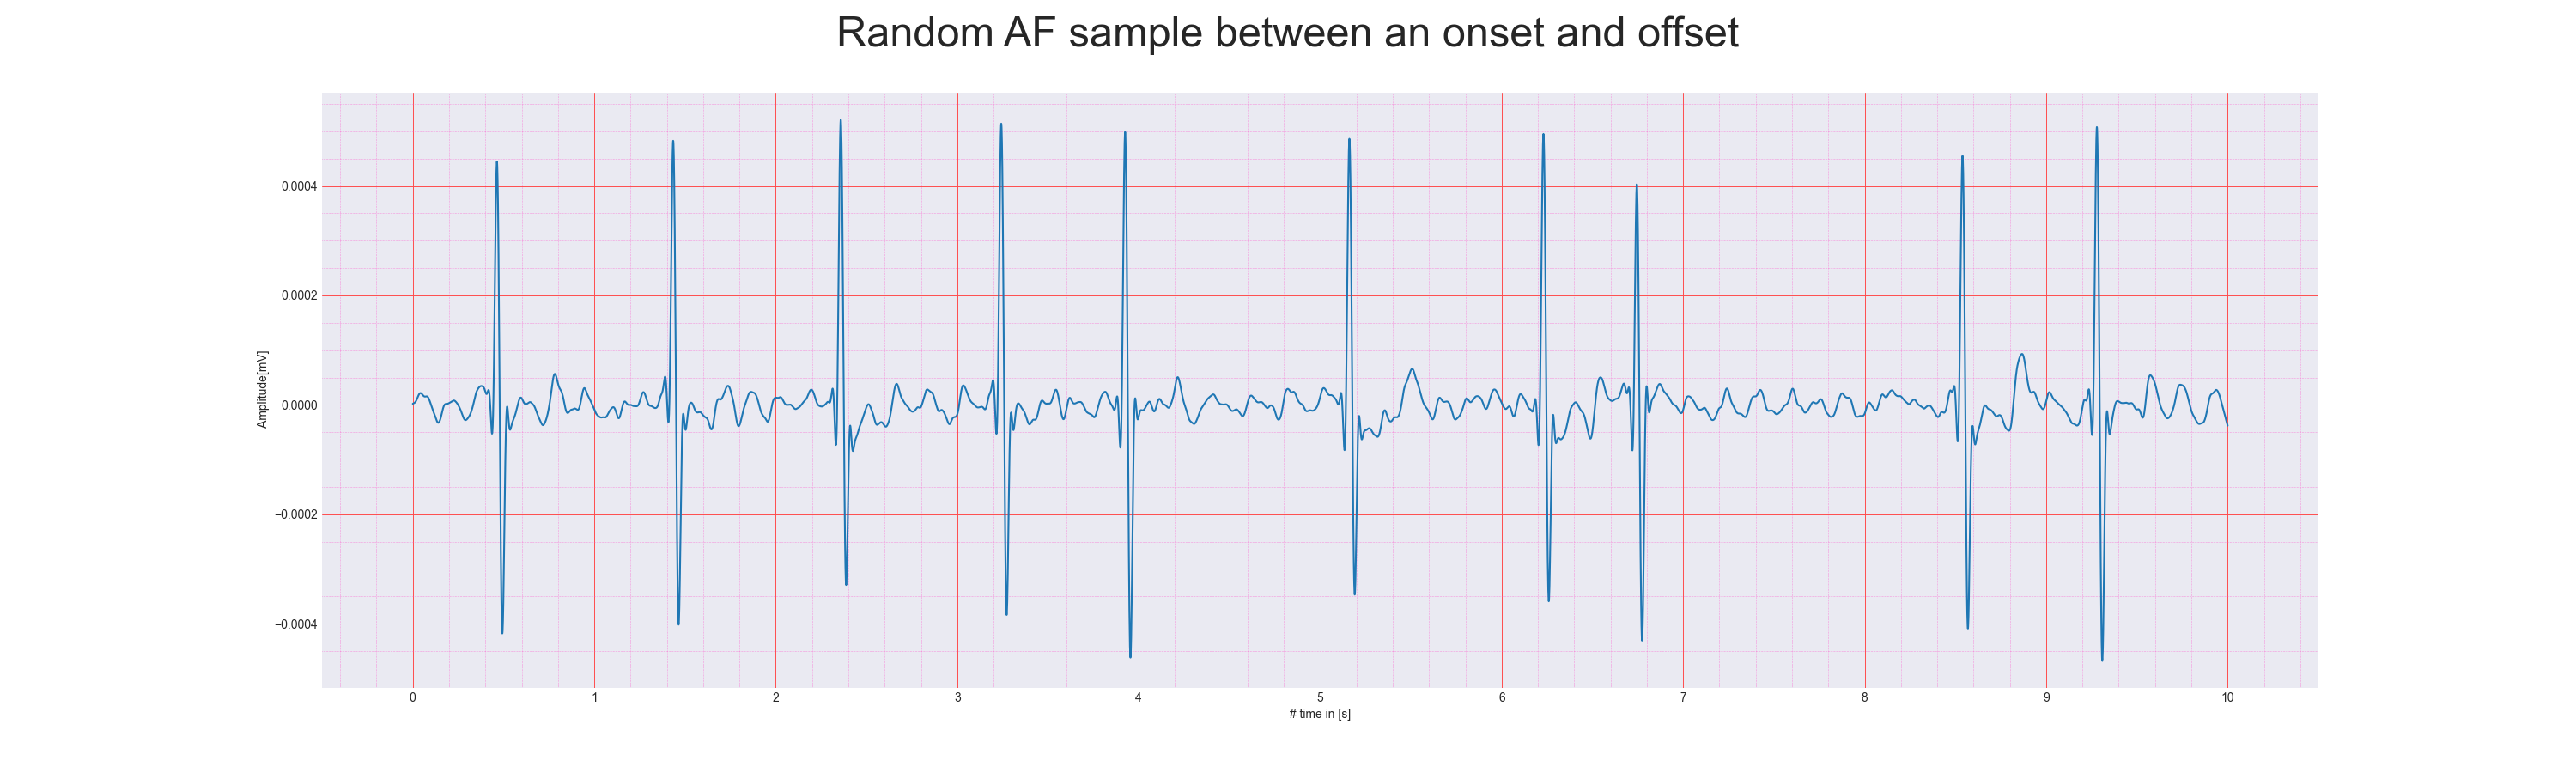 Random AF sample between an onset and offset
0.0004
0.0002
0.0000
−0.0002
−0.0004
Amplitude[mV]
0 1 2 3 4 5 6 7 8 9 10
# time in [s]